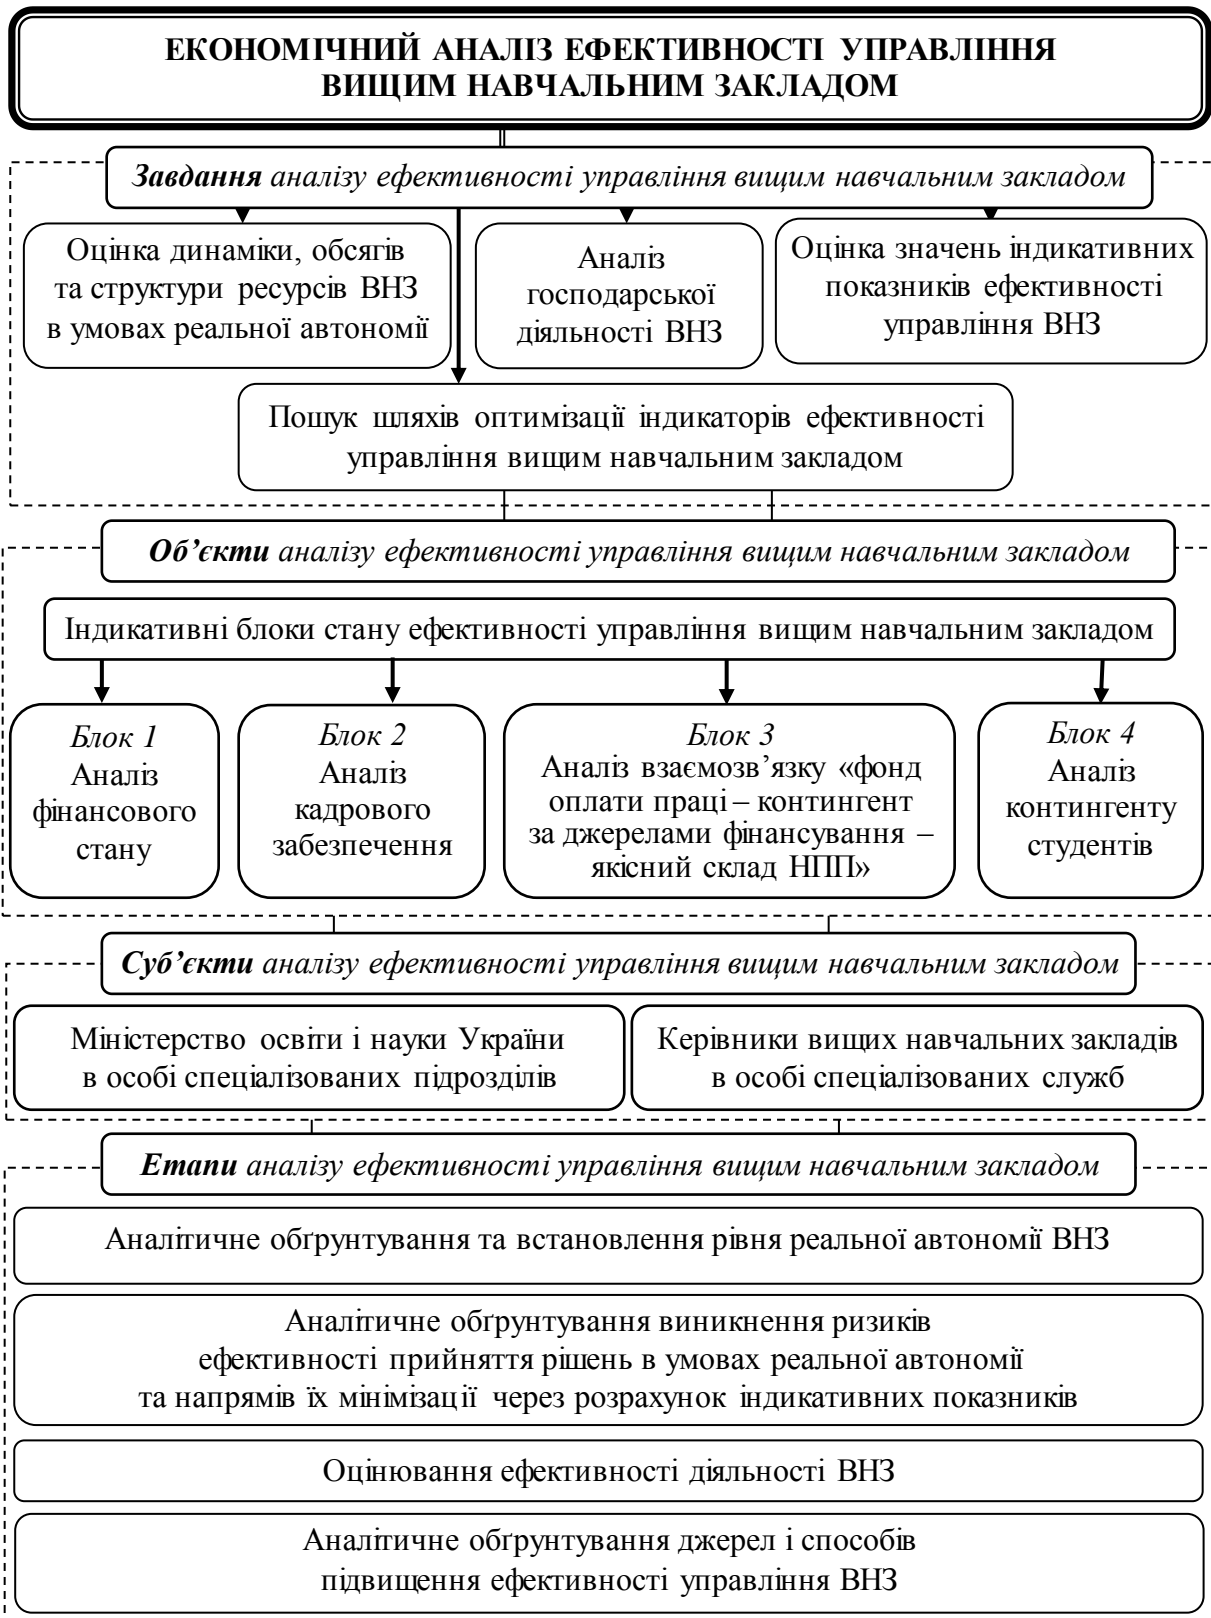 ЕКОНОМІЧНИЙ АНАЛІЗ ЕФЕКТИВНОСТІ УПРАВЛІННЯ
ВИЩИМ НАВЧАЛЬНИМ ЗАКЛАДОМ
Завдання аналізу ефективності управління вищим навчальним закладом
Оцінка динаміки, обсягів
та структури ресурсів ВНЗ
в умовах реальної автономії
Аналіз
господарської
діяльності ВНЗ
Оцінка значень індикативних
показників ефективності
управління ВНЗ
Пошук шляхів оптимізації індикаторів ефективності
управління вищим навчальним закладом
Об’єкти аналізу ефективності управління вищим навчальним закладом
Індикативні блоки стану ефективності управління вищим навчальним закладом
Блок 1
Аналіз
фінансового
стану
Блок 2
Аналіз
кадрового
забезпечення
Блок 3
Аналіз взаємозв’язку «фонд
оплати праці – контингент
за джерелами фінансування –
якісний склад НПП»
Блок 4
Аналіз
контингенту
студентів
Суб’єкти аналізу ефективності управління вищим навчальним закладом
Міністерство освіти і науки України
в особі спеціалізованих підрозділів
Керівники вищих навчальних закладів
в особі спеціалізованих служб
Етапи аналізу ефективності управління вищим навчальним закладом
Аналітичне обґрунтування та встановлення рівня реальної автономії ВНЗ
Аналітичне обґрунтування виникнення ризиків
ефективності прийняття рішень в умовах реальної автономії
та напрямів їх мінімізації через розрахунок індикативних показників
Оцінювання ефективності діяльності ВНЗ
Аналітичне обґрунтування джерел і способів
підвищення ефективності управління ВНЗ